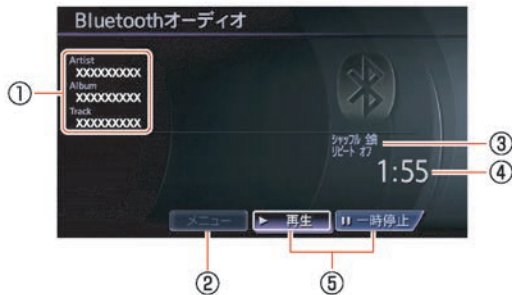 Bluetoothオーディオ
①
Artist
XXXXXXXXX
Album
XXXXXXXXX
Track
XXXXXXXXX
シャッフル 全曲
リピート オフ
③
1:55
④
メニュー
▶ 再生
一時停止
②
⑤